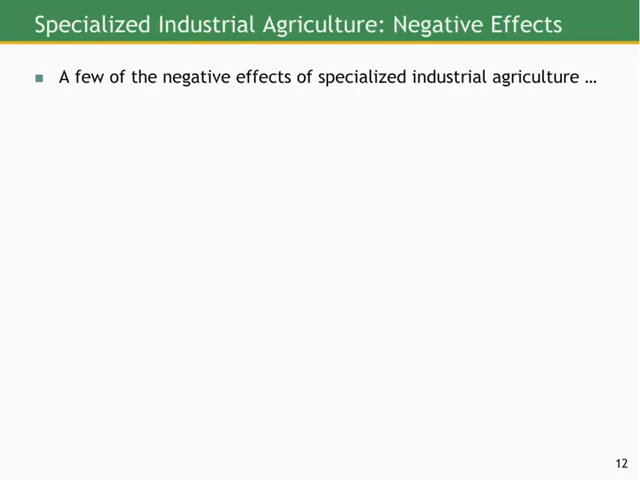 Specialized Industrial Agriculture: Negative Effects
A few of the negative effects of specialized industrial agriculture …
12